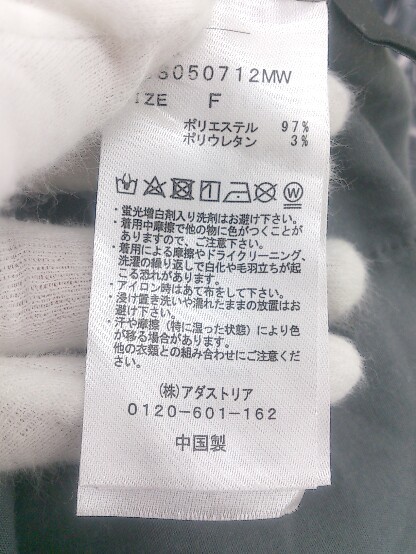 S050712MW
IZE F
ポリエステル 97%
ポリウレタン 3%
・蛍光増白剤入り洗剤はお避け下さい。
・着用中摩擦で他の物に色がつくことが
ありますので、ご注意下さい。
・着用による摩擦やドライクリーニング、
洗濯の繰り返しで白化や毛羽立ちが起
こる恐れがあります。
・アイロン時はあて布をして下さい。
・浸け置き洗いや濡れたままの放置はお
避け下さい。
・汗や摩擦（特に湿った状態）により色
が移る場合があります。
他の衣類との組み合わせにご注意くだ
さい。
(株)アダストリア
0120-601-162
中国製